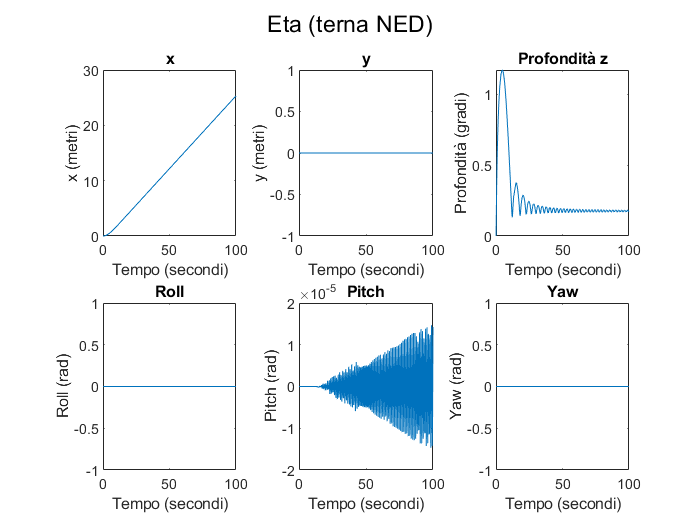 Eta (terna NED)
x
30
20
10
0
x (metri)
0 50 100
Tempo (secondi)
y
1
0.5
0
-0.5
-1
y (metri)
0 50 100
Tempo (secondi)
Profondità z
1
0.5
0
Profondità (gradi)
0 50 100
Tempo (secondi)
Roll
1
0.5
0
-0.5
-1
Roll (rad)
0 50 100
Tempo (secondi)
×10-5
Pitch
2
1
0
-1
-2
Pitch (rad)
0 50 100
Tempo (secondi)
Yaw
1
0.5
0
-0.5
-1
Yaw (rad)
0 50 100
Tempo (secondi)